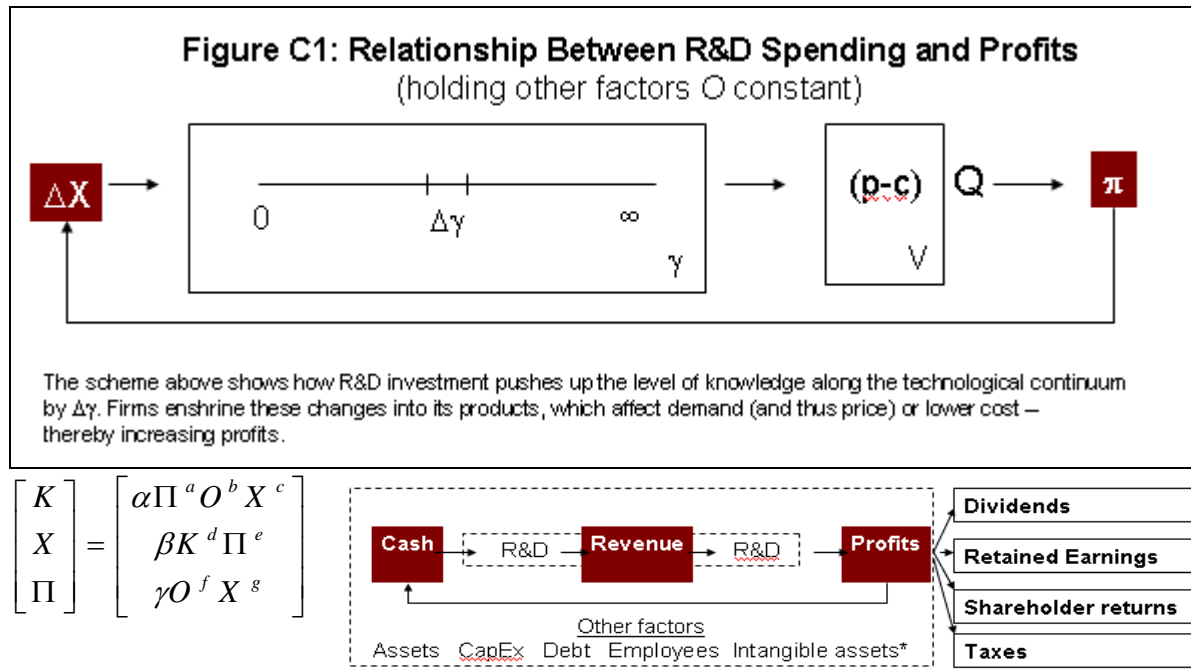 Figure C1: Relationship Between R&D Spending and Profits
(holding other factors O constant)
ΔX
0 Δγ ∞
γ
(p-c) Q
V
π
The scheme above shows how R&D investment pushes up the level of knowledge along the technological continuum
by Δγ. Firms enshrine these changes into its products, which affect demand (and thus price) or lower cost –
thereby increasing profits.
[K] = [αΠ^a O^b X^c]
[X] = [βK^d Π^e]
[Π] = [γO^f X^g]
Cash R&D Revenue R&D Profits
Other factors
Assets CapEx Debt Employees Intangible assets*
Dividends
Retained Earnings
Shareholder returns
Taxes